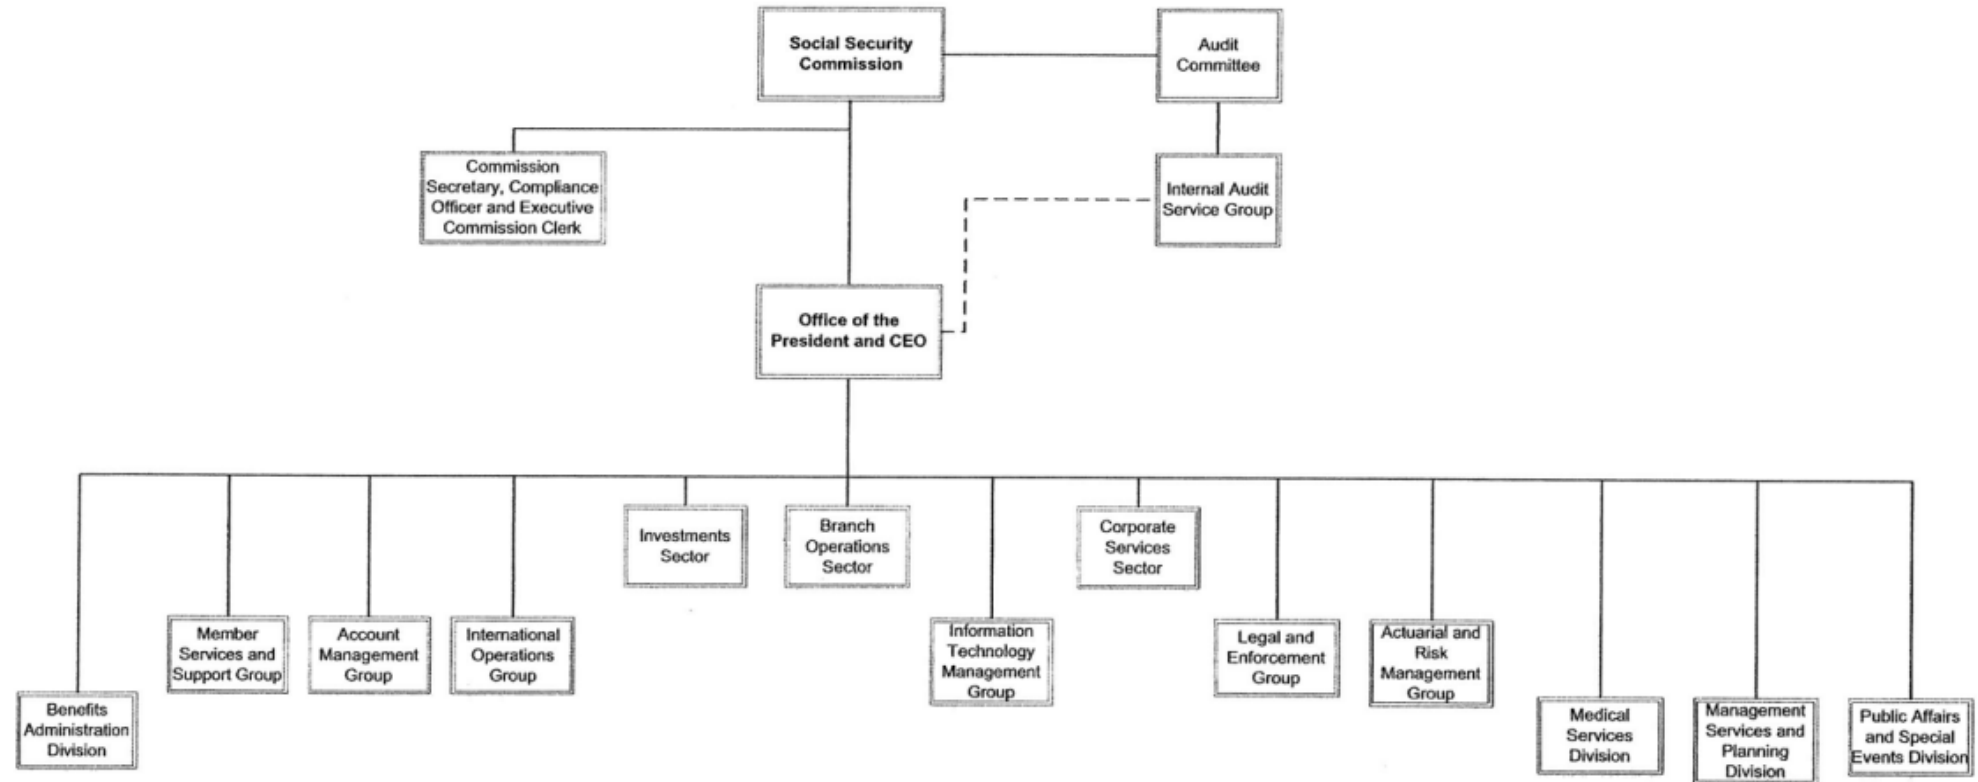 Social Security
Commission
Audit
Committee
Commission
Secretary, Compliance
Officer and Executive
Commission Clerk
Internal Audit
Service Group
Office of the
President and CEO
Investments
Sector
Branch
Operations
Sector
Corporate
Services
Sector
Member
Services and
Support Group
Account
Management
Group
International
Operations
Group
Information
Technology
Management
Group
Legal and
Enforcement
Group
Actuarial and
Risk
Management
Group
Benefits
Administration
Division
Medical
Services
Division
Management
Services and
Planning
Division
Public Affairs
and Special
Events Division